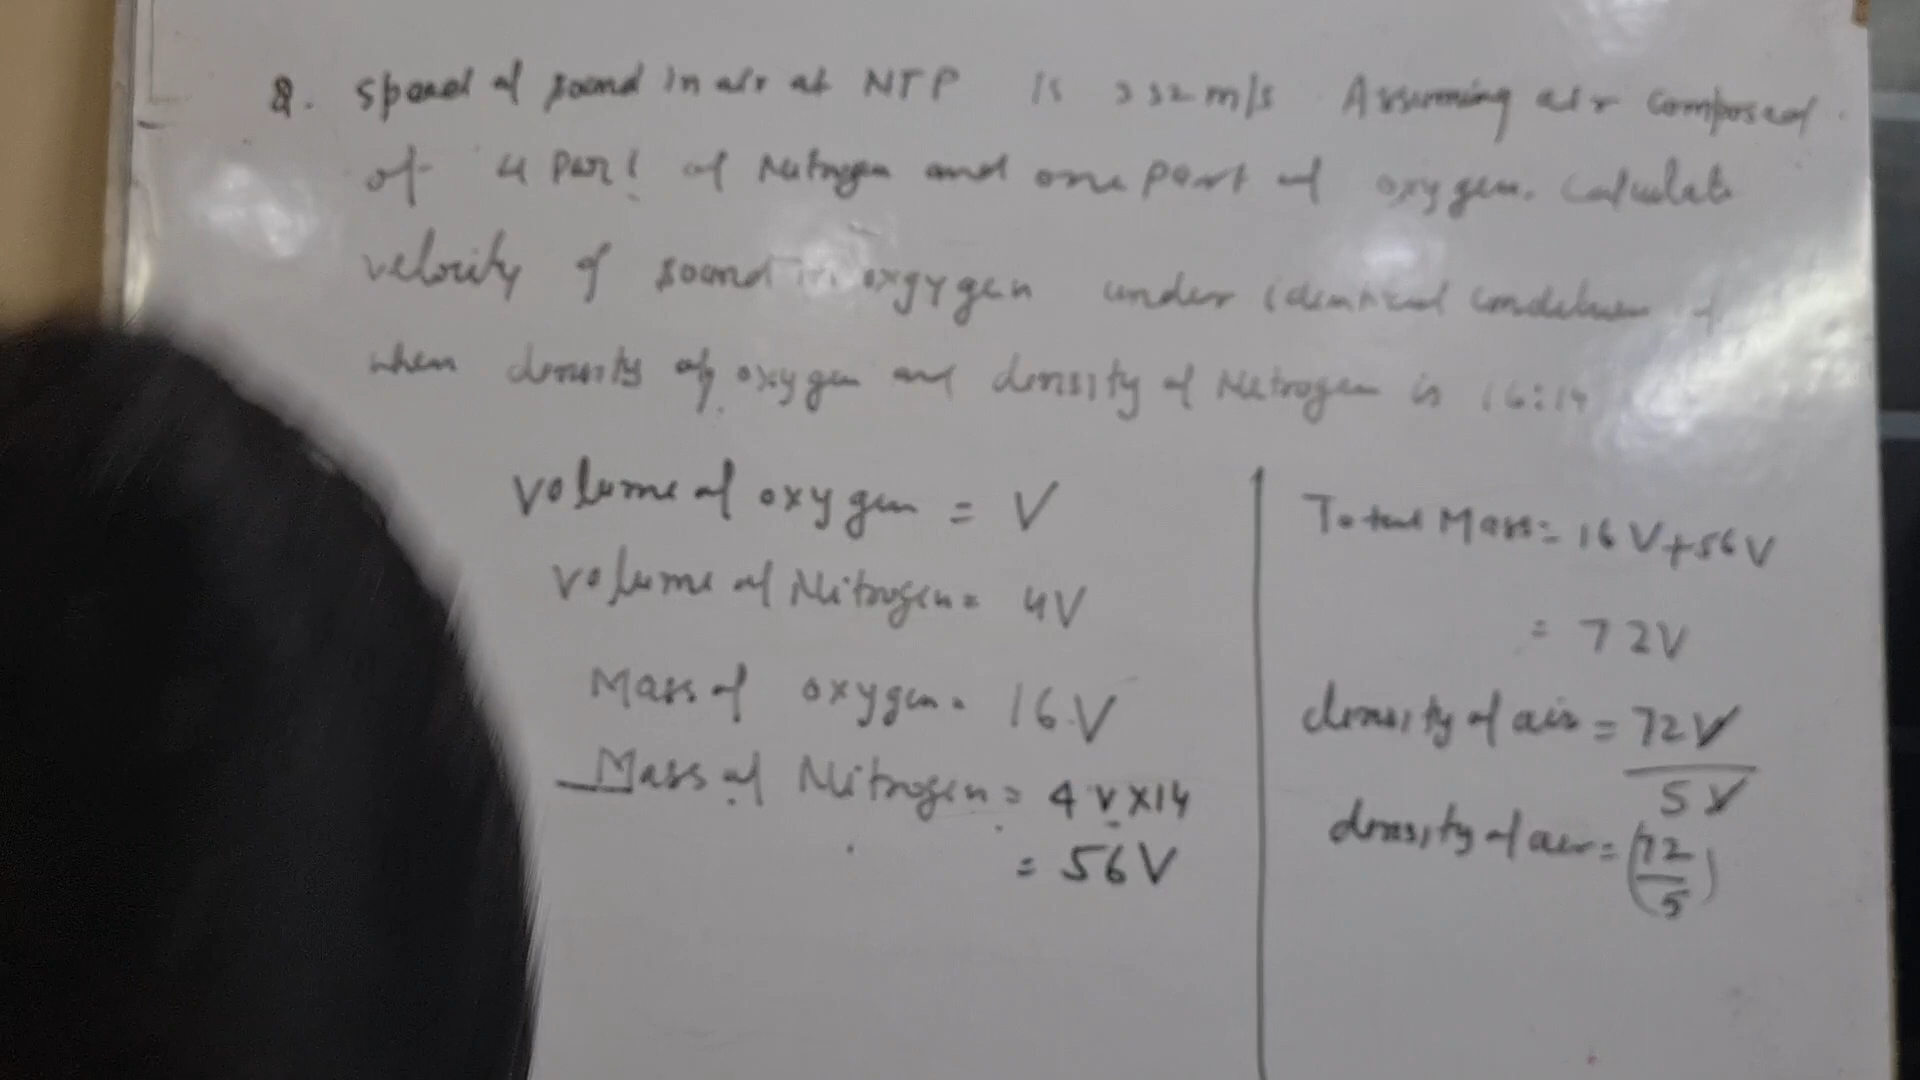 Q. Speed of sound in air at NTP is 332 m/s Assuming air composed
of 4 part of Nitrogen and one part of oxygen. Calculate
velocity of sound in oxgygen under identical condition
when density of oxygen and density of Nitrogen is 16:14
volume of oxygen = V
volume of Nitrogen = 4V
Mass of oxygen = 16V
Mass of Nitrogen = 4V×14
= 56V
Total Mass = 16V+56V
= 72V
density of air = 72V/5V
density of air = (72/5)